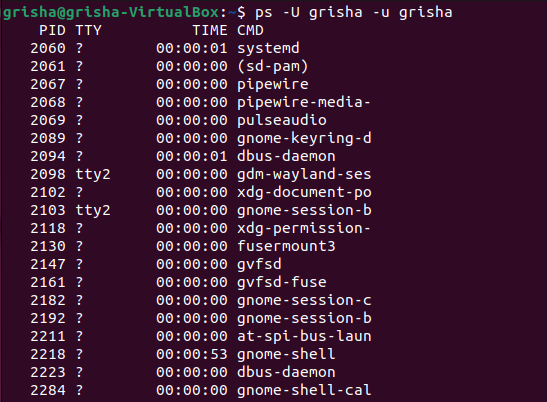 grisha@grisha-VirtualBox:~$ ps -U grisha -u grisha
PID TTY TIME CMD
2060 ? 00:00:01 systemd
2061 ? 00:00:00 (sd-pam)
2067 ? 00:00:00 pipewire
2068 ? 00:00:00 pipewire-media-
2069 ? 00:00:00 pulseaudio
2089 ? 00:00:00 gnome-keyring-d
2094 ? 00:00:01 dbus-daemon
2098 tty2 00:00:00 gdm-wayland-ses
2102 ? 00:00:00 xdg-document-po
2103 tty2 00:00:00 gnome-session-b
2118 ? 00:00:00 xdg-permission-
2130 ? 00:00:00 fusermount3
2147 ? 00:00:00 gvfsd
2161 ? 00:00:00 gvfsd-fuse
2182 ? 00:00:00 gnome-session-c
2192 ? 00:00:00 gnome-session-b
2211 ? 00:00:00 at-spi-bus-laun
2218 ? 00:00:53 gnome-shell
2223 ? 00:00:00 dbus-daemon
2284 ? 00:00:00 gnome-shell-cal